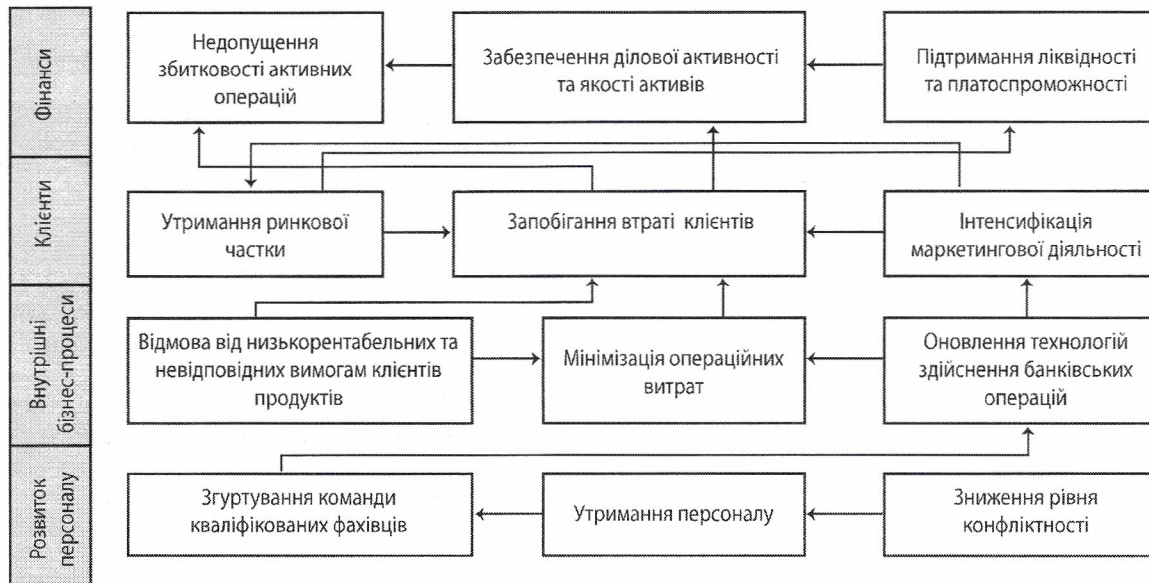 Фінанси
Недопущення
збитковості активних
операцій
Забезпечення ділової активності
та якості активів
Підтримання ліквідності
та платоспроможності
Клієнти
Утримання ринкової
частки
Запобігання втраті клієнтів
Інтенсифікація
маркетингової діяльності
Внутрішні
бізнес-процеси
Відмова від низькорентабельних та
невідповідних вимогам клієнтів
продуктів
Мінімізація операційних
витрат
Оновлення технологій
здійснення банківських
операцій
Розвиток
персоналу
Згуртування команди
кваліфікованих фахівців
Утримання персоналу
Зниження рівня
конфліктності